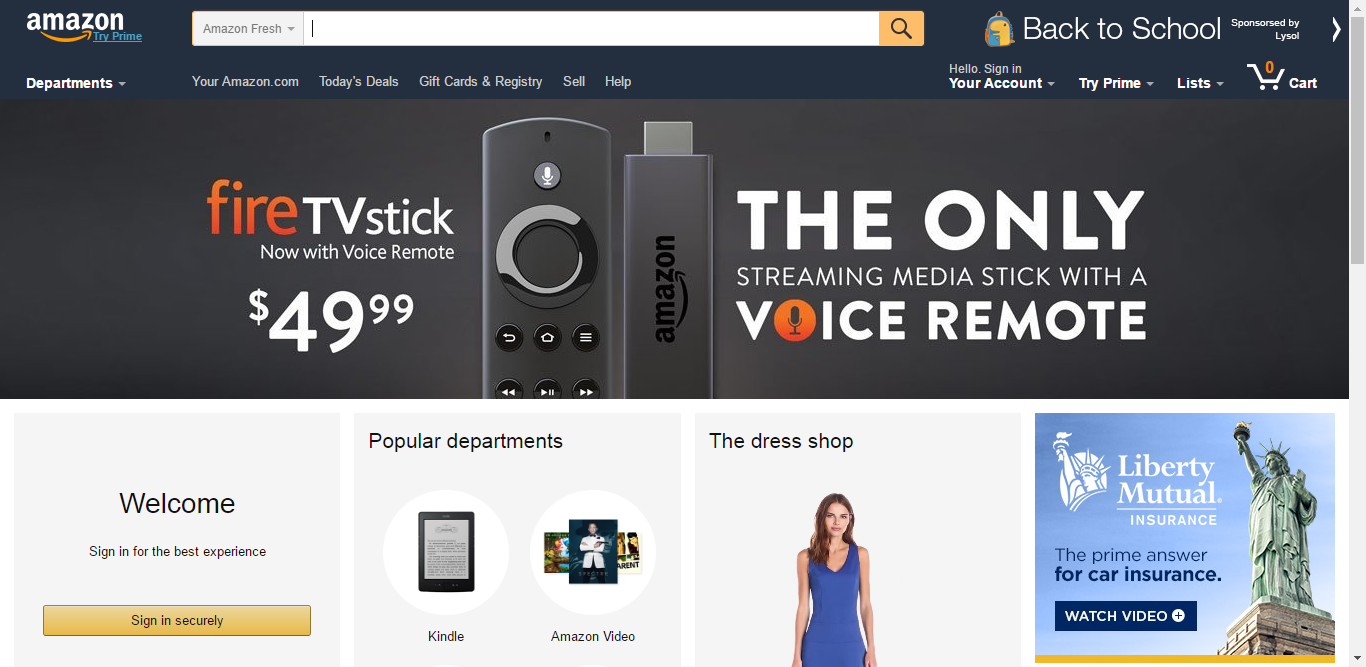 amazon
Try Prime
Amazon Fresh
Back to School
Sponsorsed by
Lysol
Departments
Your Amazon.com
Today's Deals
Gift Cards & Registry
Sell
Help
Hello. Sign in
Your Account
Try Prime
Lists
0
Cart
fireTVstick
Now with Voice Remote
$49.99
amazon
THE ONLY
STREAMING MEDIA STICK WITH A
VOICE REMOTE
Welcome
Sign in for the best experience
Sign in securely
Popular departments
Kindle
SPECTRE
ARENT
Amazon Video
The dress shop
Liberty
Mutual®
INSURANCE
The prime answer
for car insurance.
WATCH VIDEO